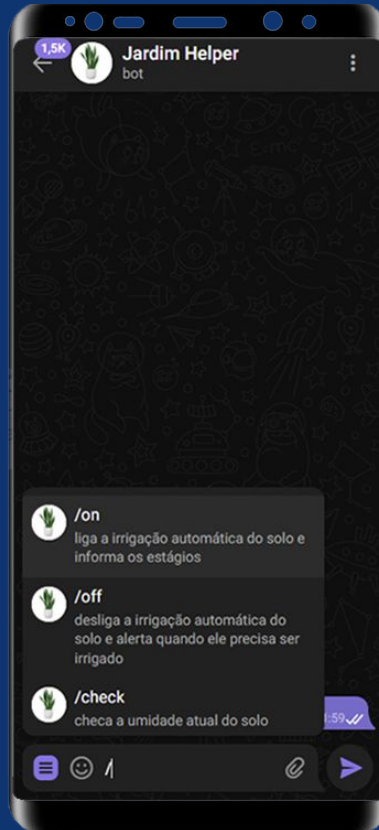 1,5K
Jardim Helper
bot
/on
liga a irrigação automática do solo e
informa os estágios
/off
desliga a irrigação automática do
solo e alerta quando ele precisa ser
irrigado
/check
checa a umidade atual do solo
:59
/